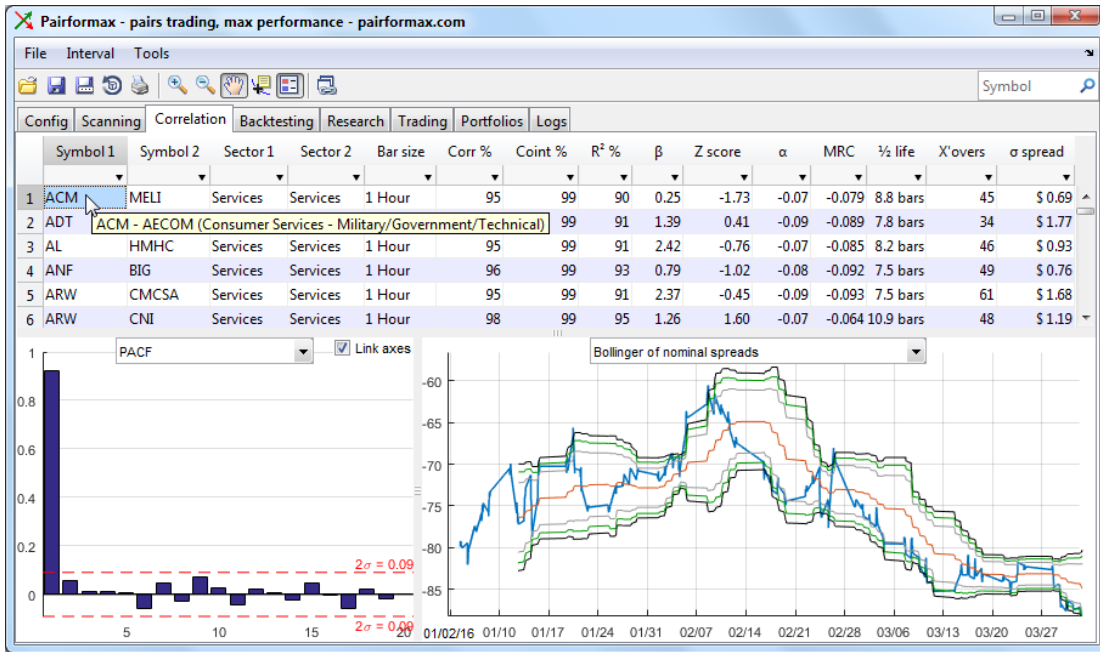 Pairformax - pairs trading, max performance - pairformax.com
File Interval Tools
Symbol
Config Scanning Correlation Backtesting Research Trading Portfolios Logs
Symbol 1 Symbol 2 Sector 1 Sector 2 Bar size Corr % Coint % R² % β Z score α MRC ½ life X'overs σ spread
1 ACM MELI Services Services 1 Hour 95 99 90 0.25 -1.73 -0.07 -0.079 8.8 bars 45 $ 0.69
2 ADT 99 91 1.39 0.41 -0.09 -0.089 7.8 bars 34 $ 1.77
ACM - AECOM (Consumer Services - Military/Government/Technical)
3 AL HMHC Services Services 1 Hour 95 99 91 2.42 -0.76 -0.07 -0.085 8.2 bars 46 $ 0.93
4 ANF BIG Services Services 1 Hour 96 99 93 0.79 -1.02 -0.08 -0.092 7.5 bars 49 $ 0.76
5 ARW CMCSA Services Services 1 Hour 95 99 91 2.37 -0.45 -0.09 -0.093 7.5 bars 61 $ 1.68
6 ARW CNI Services Services 1 Hour 98 99 95 1.26 1.60 -0.07 -0.064 10.9 bars 48 $ 1.19
PACF Link axes
1
0.8
0.6
0.4
0.2
0
2σ = 0.09
2σ = 0.09
5 10 15 20
Bollinger of nominal spreads
-60
-65
-70
-75
-80
-85
01/02/16 01/10 01/17 01/24 01/31 02/07 02/14 02/21 02/28 03/06 03/13 03/20 03/27